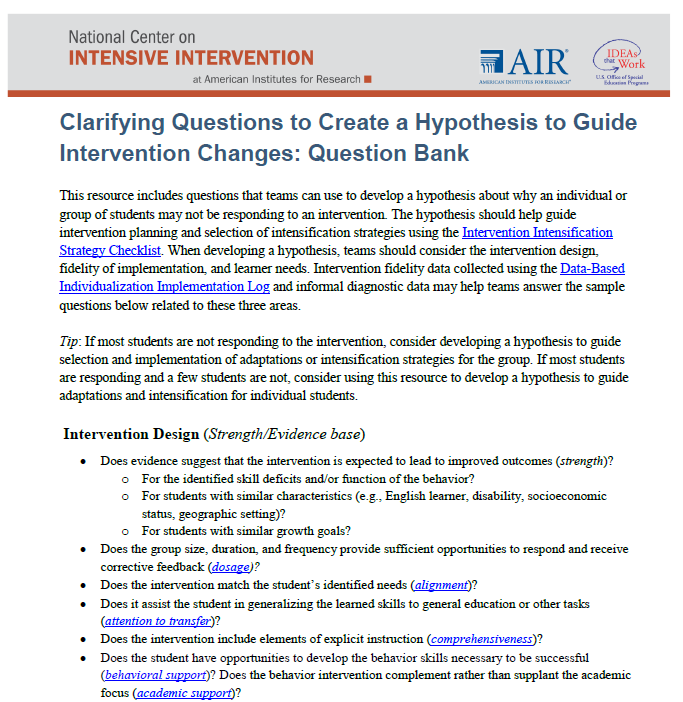 National Center on
INTENSIVE INTERVENTION
at American Institutes for Research
AIR®
AMERICAN INSTITUTES FOR RESEARCH®
IDEAs
that Work
U.S. Office of Special
Education Programs
Clarifying Questions to Create a Hypothesis to Guide
Intervention Changes: Question Bank
This resource includes questions that teams can use to develop a hypothesis about why an individual or
group of students may not be responding to an intervention. The hypothesis should help guide
intervention planning and selection of intensification strategies using the Intervention Intensification
Strategy Checklist. When developing a hypothesis, teams should consider the intervention design,
fidelity of implementation, and learner needs. Intervention fidelity data collected using the Data-Based
Individualization Implementation Log and informal diagnostic data may help teams answer the sample
questions below related to these three areas.
Tip: If most students are not responding to the intervention, consider developing a hypothesis to guide
selection and implementation of adaptations or intensification strategies for the group. If most students
are responding and a few students are not, consider using this resource to develop a hypothesis to guide
adaptations and intensification for individual students.
Intervention Design (Strength/Evidence base)
• Does evidence suggest that the intervention is expected to lead to improved outcomes (strength)?
o For the identified skill deficits and/or function of the behavior?
o For students with similar characteristics (e.g., English learner, disability, socioeconomic
status, geographic setting)?
o For students with similar growth goals?
• Does the group size, duration, and frequency provide sufficient opportunities to respond and receive
corrective feedback (dosage)?
• Does the intervention match the student’s identified needs (alignment)?
• Does it assist the student in generalizing the learned skills to general education or other tasks
(attention to transfer)?
• Does the intervention include elements of explicit instruction (comprehensiveness)?
• Does the student have opportunities to develop the behavior skills necessary to be successful
(behavioral support)? Does the behavior intervention complement rather than supplant the academic
focus (academic support)?